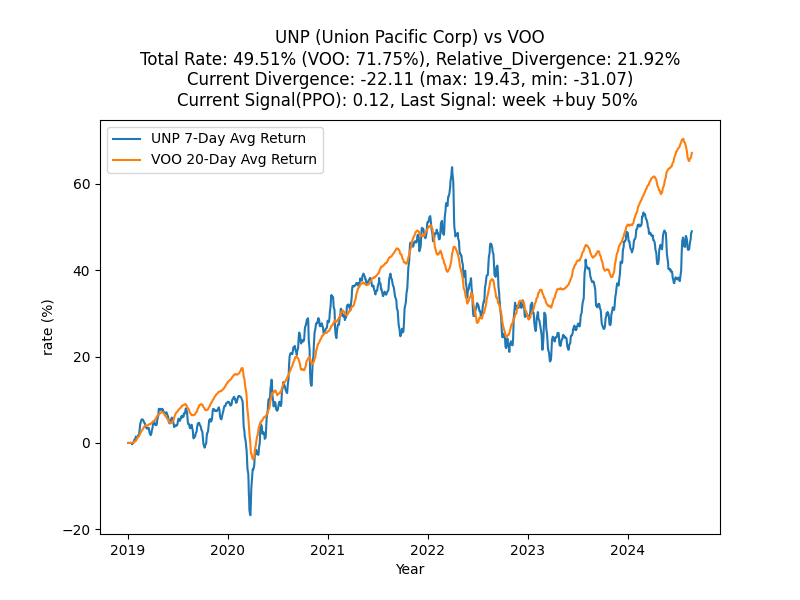 UNP (Union Pacific Corp) vs VOO
Total Rate: 49.51% (VOO: 71.75%), Relative_Divergence: 21.92%
Current Divergence: -22.11 (max: 19.43, min: -31.07)
Current Signal(PPO): 0.12, Last Signal: week +buy 50%
UNP 7-Day Avg Return
VOO 20-Day Avg Return
60
40
20
0
−20
rate (%)
2019 2020 2021 2022 2023 2024
Year